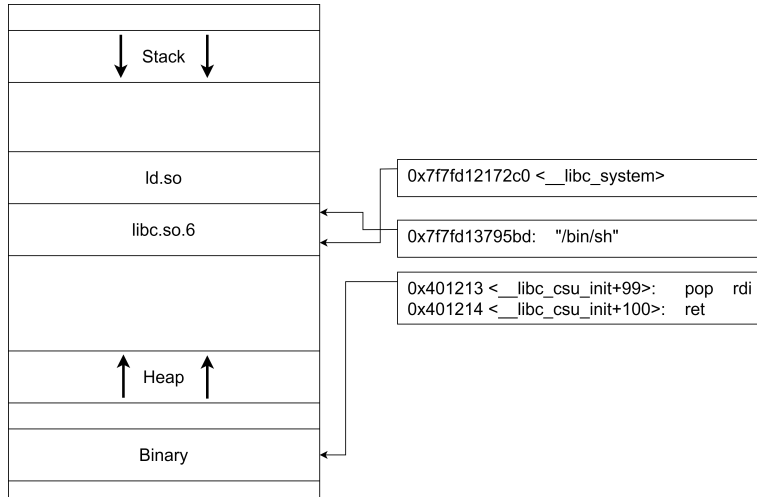 Stack
ld.so
libc.so.6
Heap
Binary
0x7f7fd12172c0 <__libc_system>
0x7f7fd13795bd: "/bin/sh"
0x401213 <__libc_csu_init+99>: pop rdi
0x401214 <__libc_csu_init+100>: ret